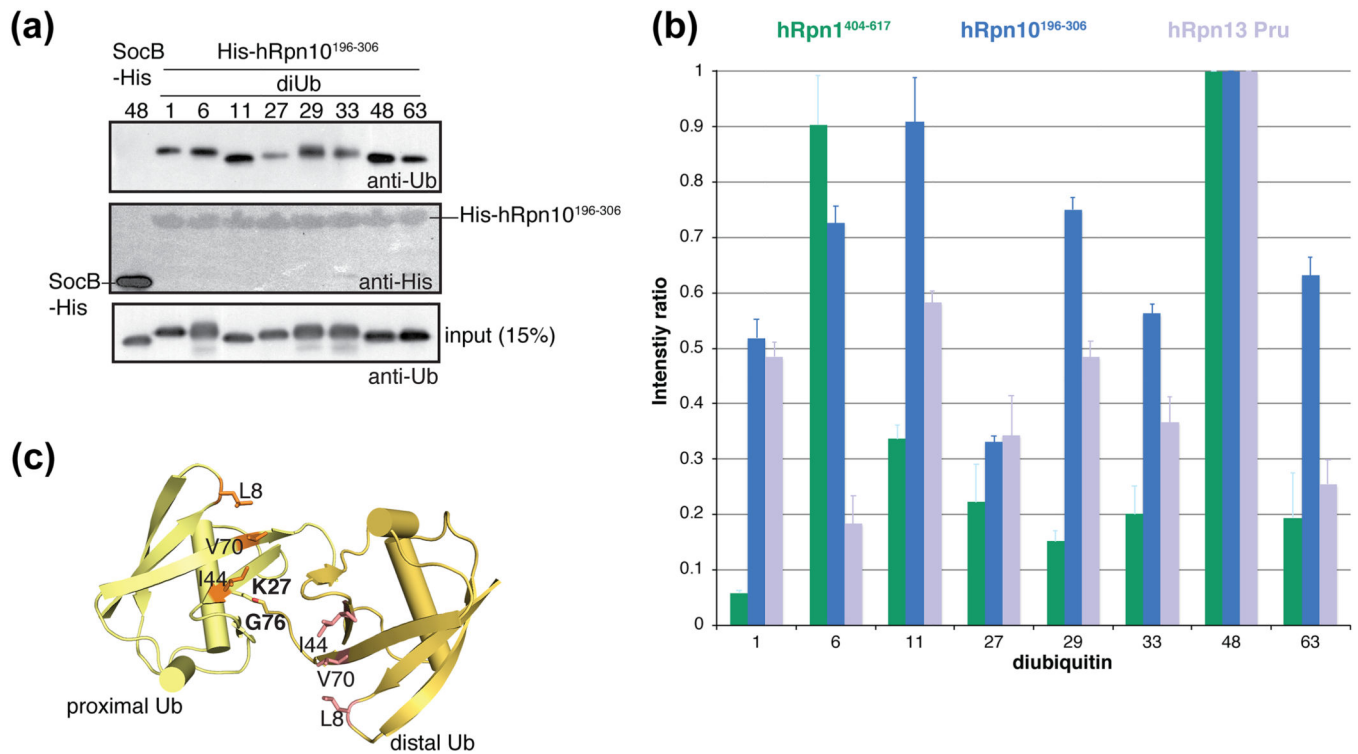 (a)
SocB
-His
His-hRpn10196-306
diUb
48 1 6 11 27 29 33 48 63
anti-Ub
His-hRpn10196-306
SocB
-His
anti-His
input (15%)
anti-Ub
(b)
hRpn1404-617 hRpn10196-306 hRpn13 Pru
Intenstiy ratio
1
0.9
0.8
0.7
0.6
0.5
0.4
0.3
0.2
0.1
0
1 6 11 27 29 33 48 63
diubiquitin
(c)
L8
V70
I44
K27
G76
I44
V70
L8
proximal Ub
distal Ub